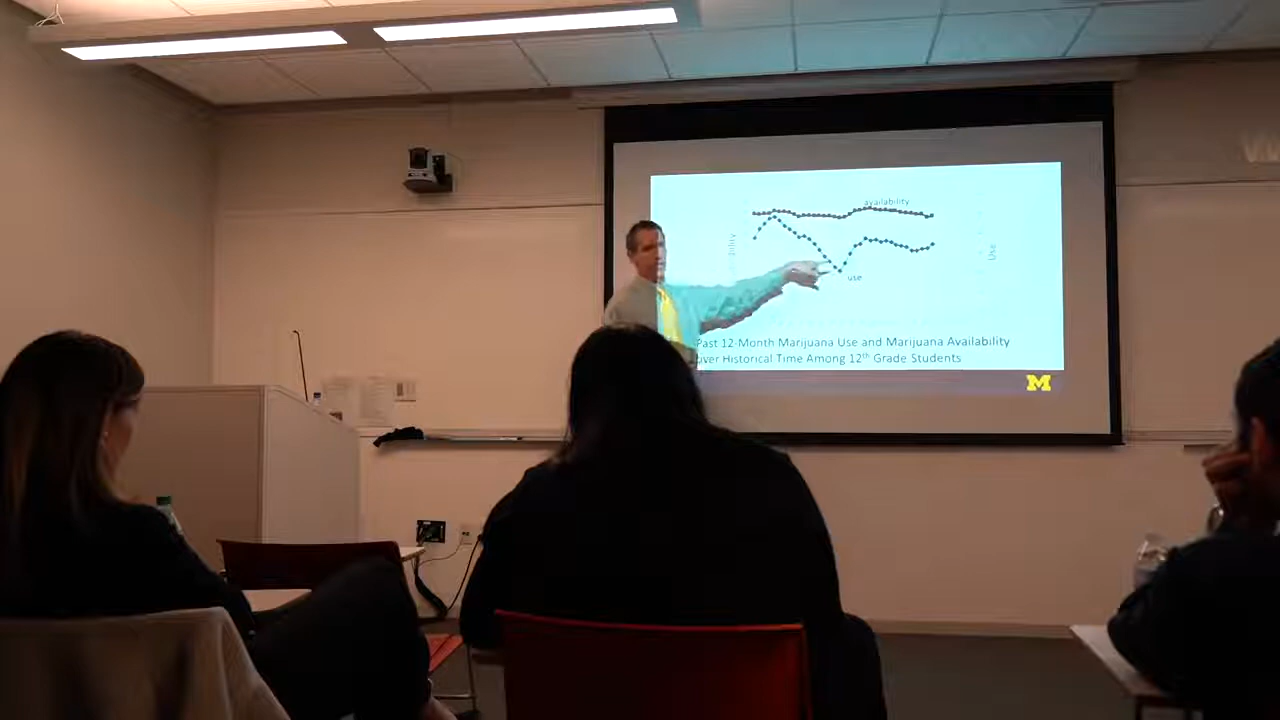 availability
Use
use
Past 12-Month Marijuana Use and Marijuana Availability
over Historical Time Among 12th Grade Students
M